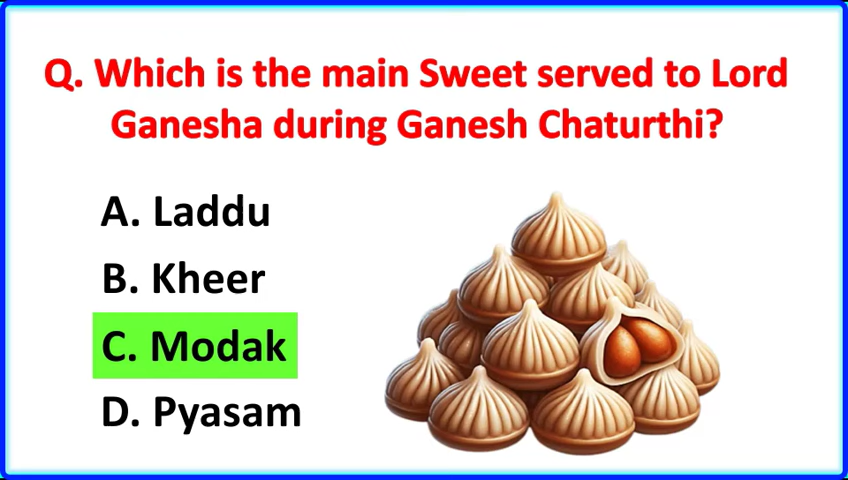 Q. Which is the main Sweet served to Lord
Ganesha during Ganesh Chaturthi?
A. Laddu
B. Kheer
C. Modak
D. Pyasam